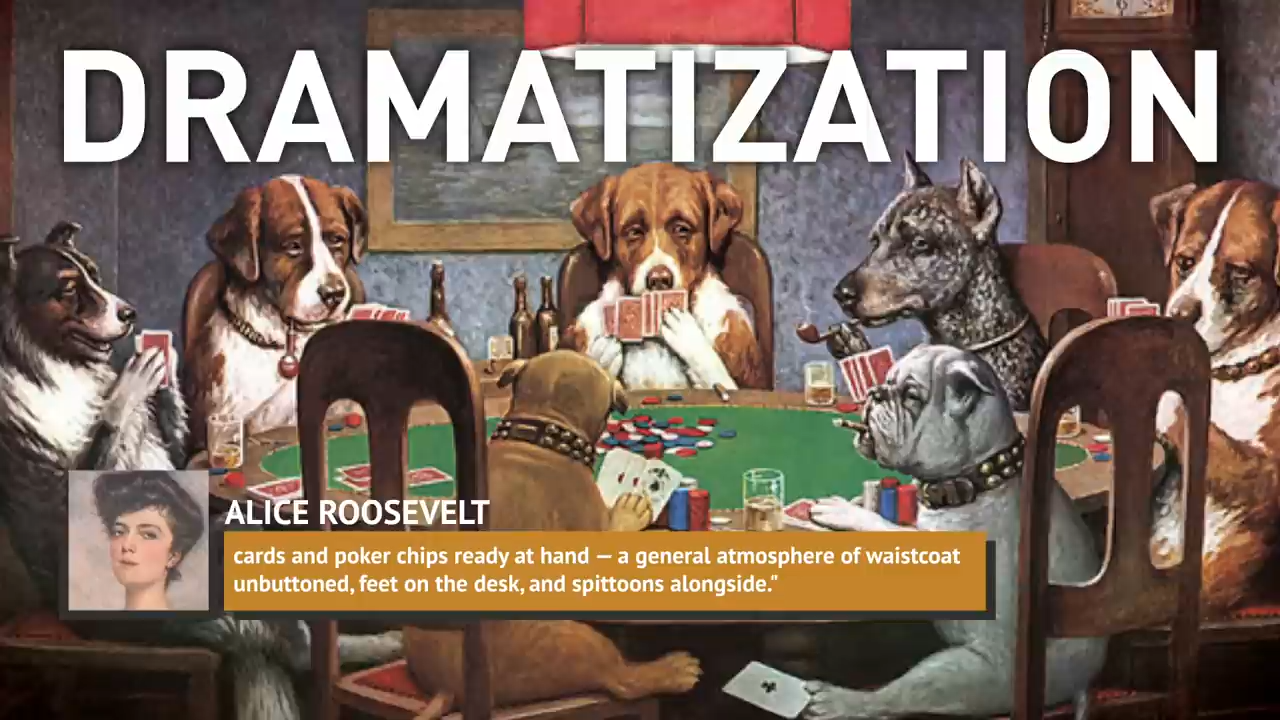 DRAMATIZATION
ALICE ROOSEVELT
cards and poker chips ready at hand — a general atmosphere of waistcoat
unbuttoned, feet on the desk, and spittoons alongside."